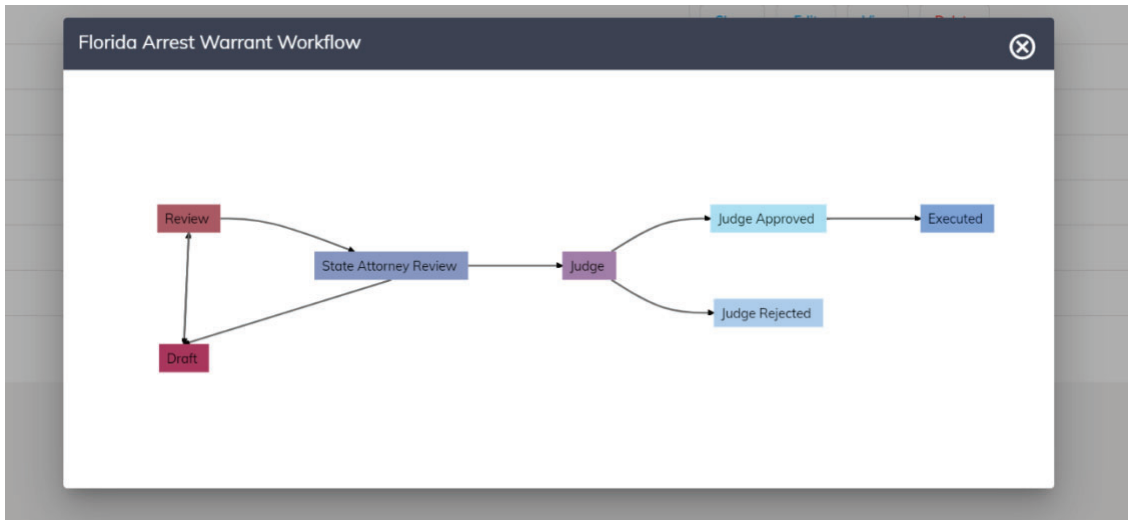 Florida Arrest Warrant Workflow
Review
State Attorney Review
Draft
Judge
Judge Approved
Executed
Judge Rejected